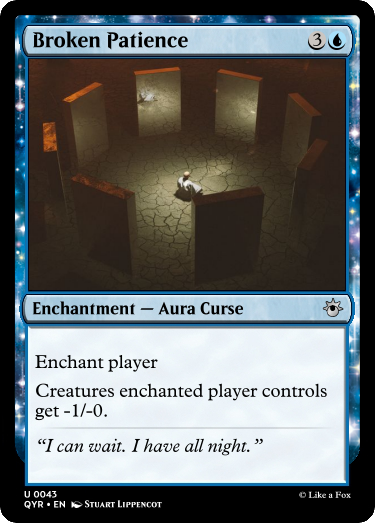 Broken Patience 3
Enchantment — Aura Curse
Enchant player
Creatures enchanted player controls
get -1/-0.
“I can wait. I have all night.”
U 0043
QYR • EN Stuart Lippencot
© Like a Fox